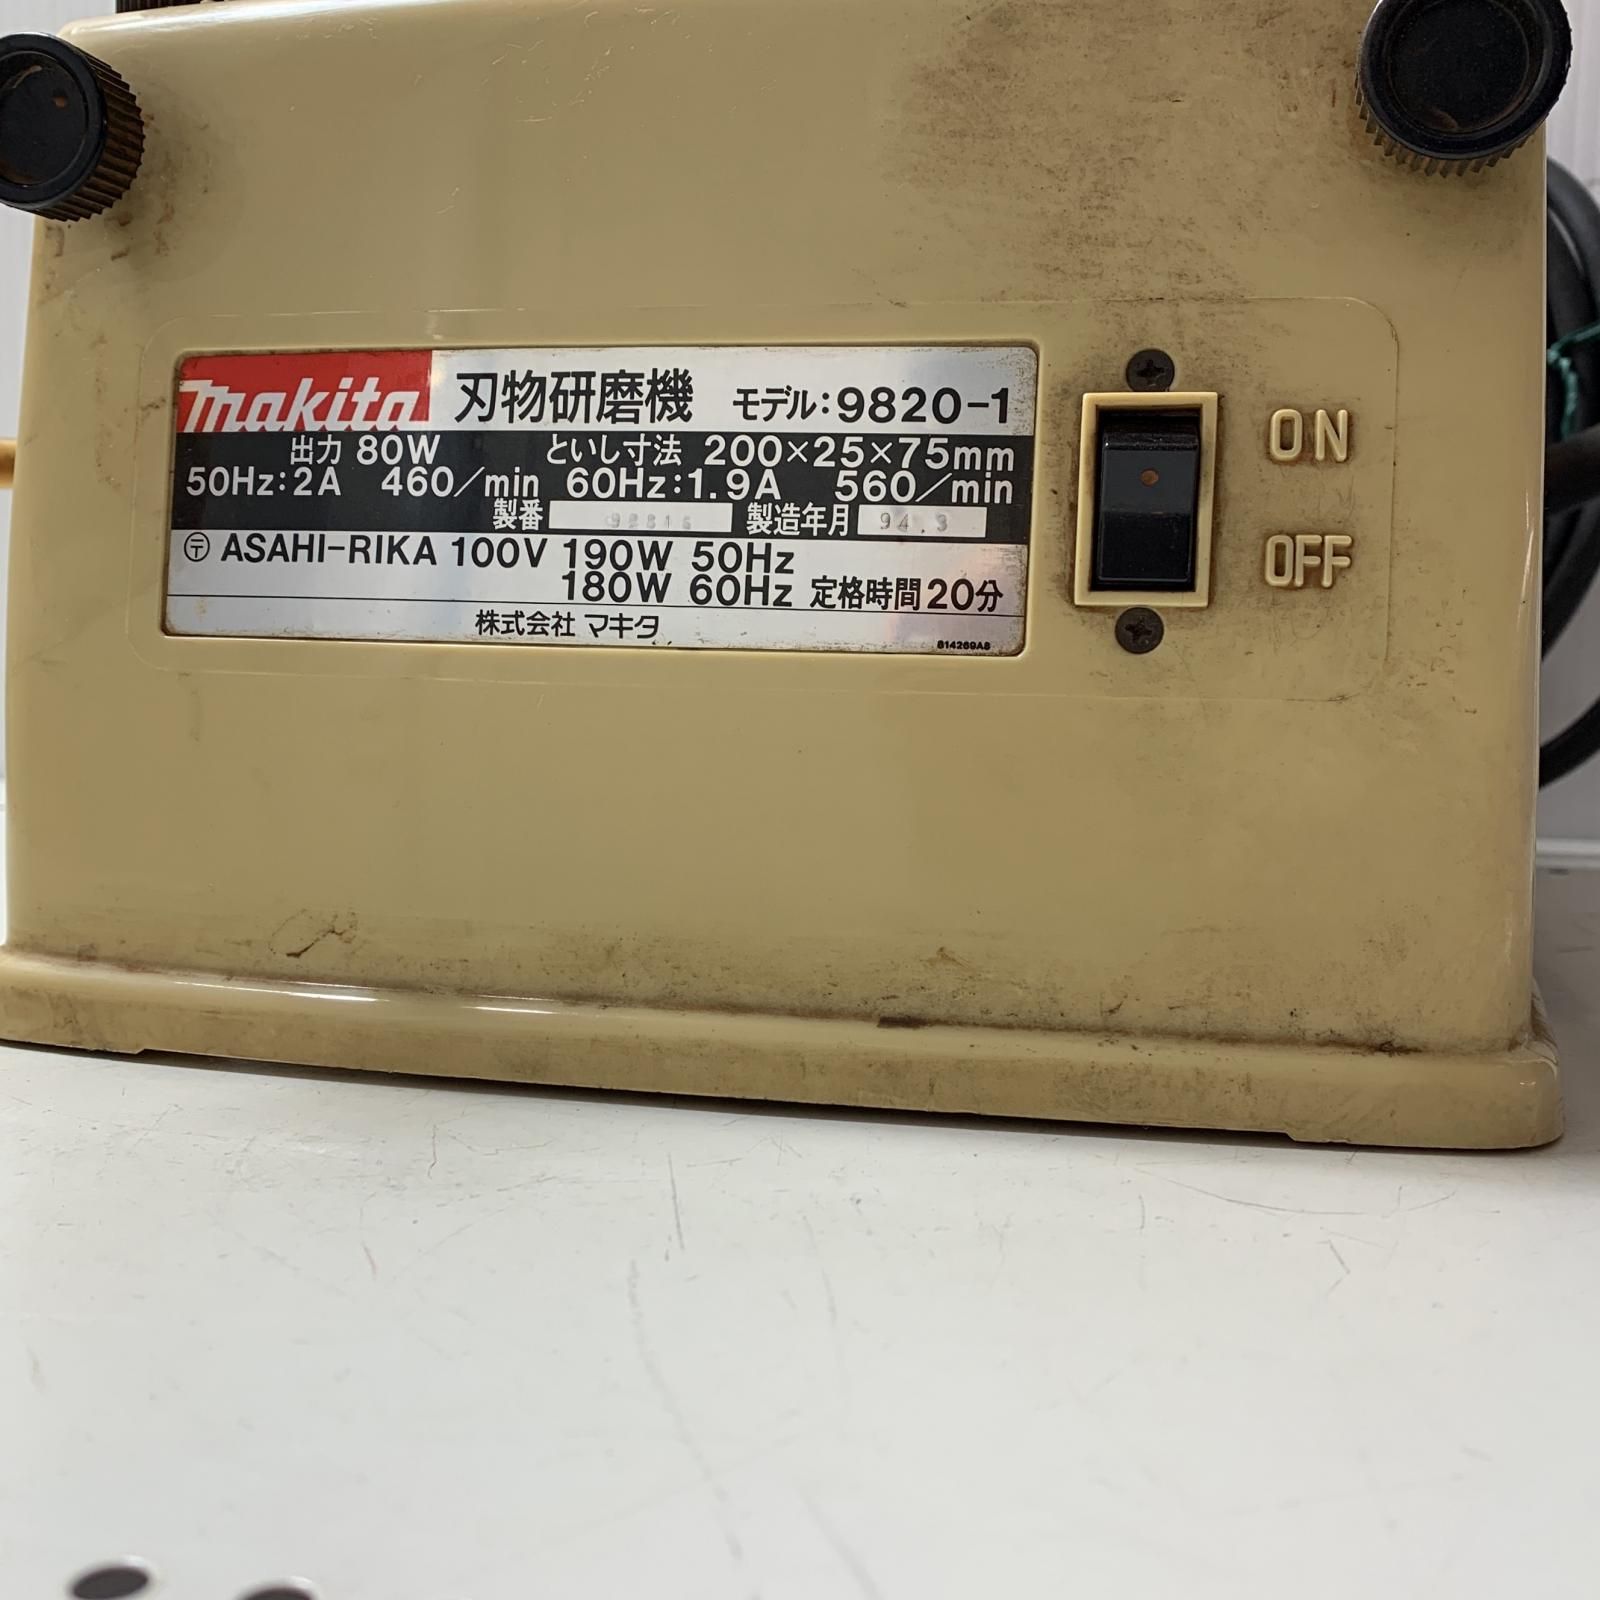 makita 刃物研磨機 モデル:9820-1
出力 80W といし寸法 200×25×75mm
50Hz:2A 460/min 60Hz:1.9A 560/min
製番 製造年月 94.3
〒 ASAHI-RIKA 100V 190W 50Hz
180W 60Hz 定格時間20分
株式会社 マキタ
814269A8
ON
OFF